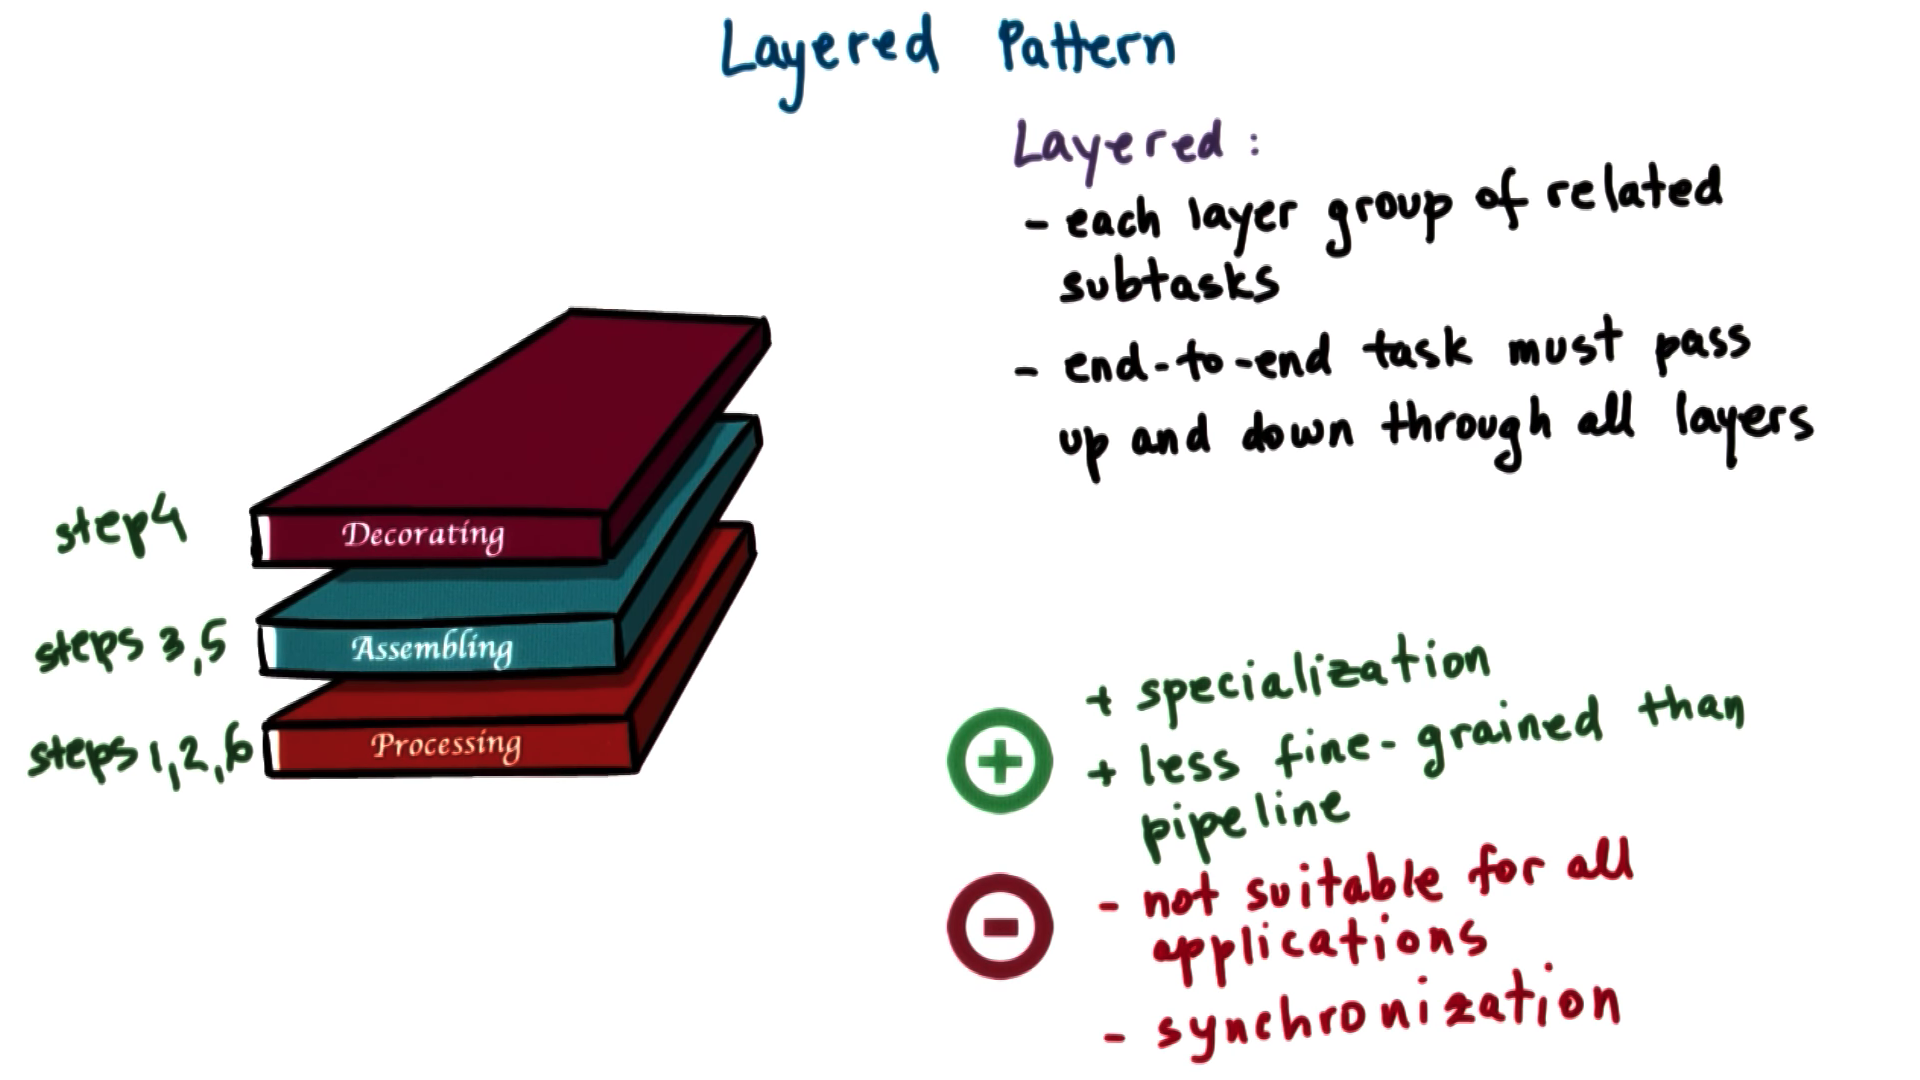 Layered Pattern
Layered :
- each layer group of related
subtasks
- end-to-end task must pass
up and down through all layers
step4
Decorating
steps 3,5
Assembling
steps 1,2,6
Processing
+ specialization
+ less fine-grained than
pipeline
- not suitable for all
applications
- synchronization